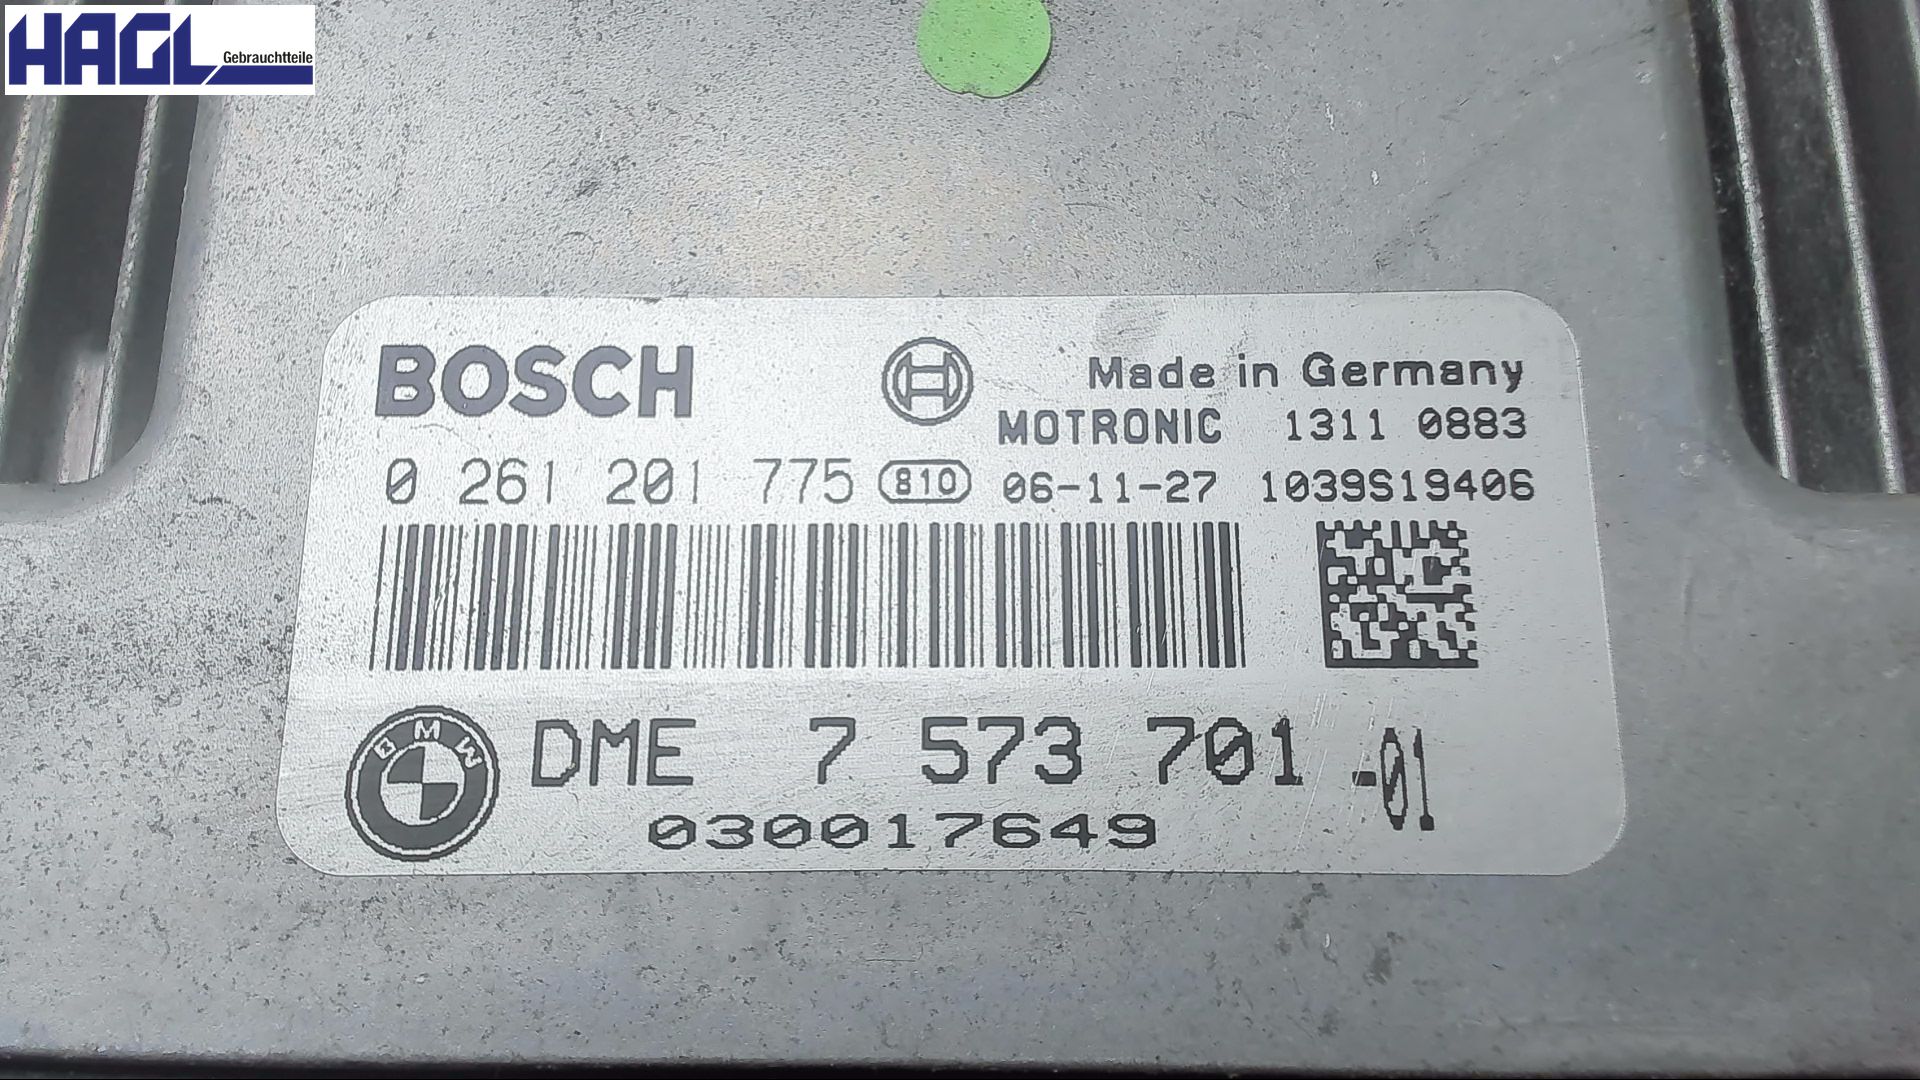 HAGL
Gebrauchtteile
BOSCH
Made in Germany
MOTRONIC 1311 0883
0 261 201 775 810 06-11-27 1039S19406
BMW
DME 7 573 701 -01
030017649